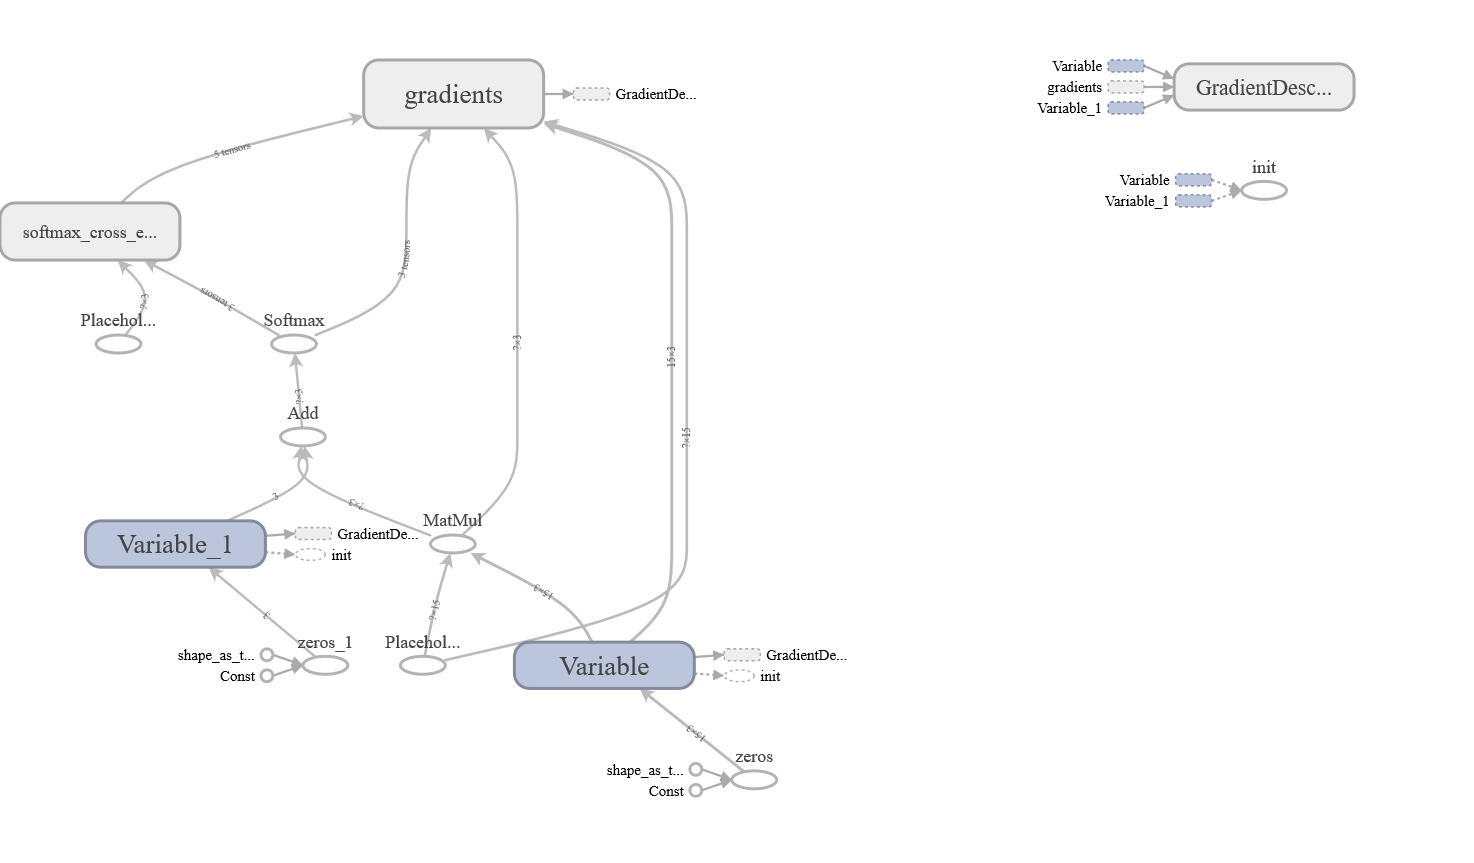 Variable
gradients
GradientDe...
gradients
GradientDesc...
Variable_1
5 tensors
init
Variable
Variable_1
softmax_cross_e...
3 tensors
3 tensors
?×3
Placehol...
Softmax
?×3
15×3
?×3
Add
?×15
3
?×3
MatMul
Variable_1
GradientDe...
init
15×3
?×15
3
zeros_1
Placehol...
shape_as_t...
Const
Variable
GradientDe...
init
15×3
zeros
shape_as_t...
Const